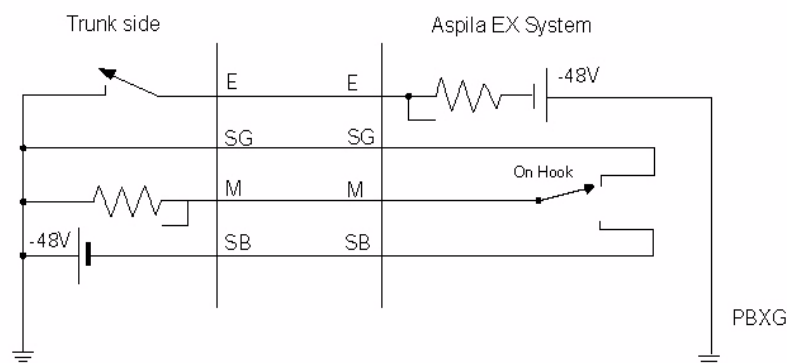 Trunk side
Aspila EX System
-48V
E
E
SG
SG
On Hook
M
M
-48V
SB
SB
PBXG